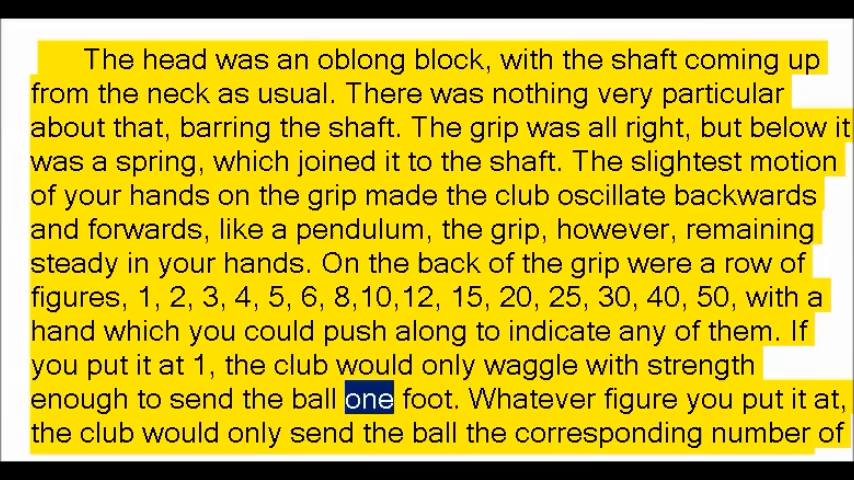 The head was an oblong block, with the shaft coming up
from the neck as usual. There was nothing very particular
about that, barring the shaft. The grip was all right, but below it
was a spring, which joined it to the shaft. The slightest motion
of your hands on the grip made the club oscillate backwards
and forwards, like a pendulum, the grip, however, remaining
steady in your hands. On the back of the grip were a row of
figures, 1, 2, 3, 4, 5, 6, 8,10,12, 15, 20, 25, 30, 40, 50, with a
hand which you could push along to indicate any of them. If
you put it at 1, the club would only waggle with strength
enough to send the ball one foot. Whatever figure you put it at,
the club would only send the ball the corresponding number of